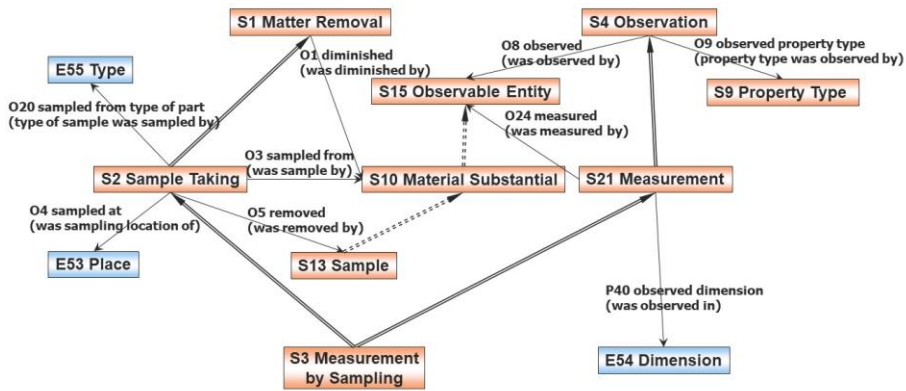 S1 Matter Removal
S4 Observation
O1 diminished
(was diminished by)
O8 observed
(was observed by)
O9 observed property type
(property type was observed by)
E55 Type
S15 Observable Entity
S9 Property Type
O20 sampled from type of part
(type of sample was sampled by)
O24 measured
(was measured by)
O3 sampled from
(was sample by)
S2 Sample Taking
S10 Material Substantial
S21 Measurement
O4 sampled at
(was sampling location of)
O5 removed
(was removed by)
E53 Place
S13 Sample
P40 observed dimension
(was observed in)
S3 Measurement
by Sampling
E54 Dimension